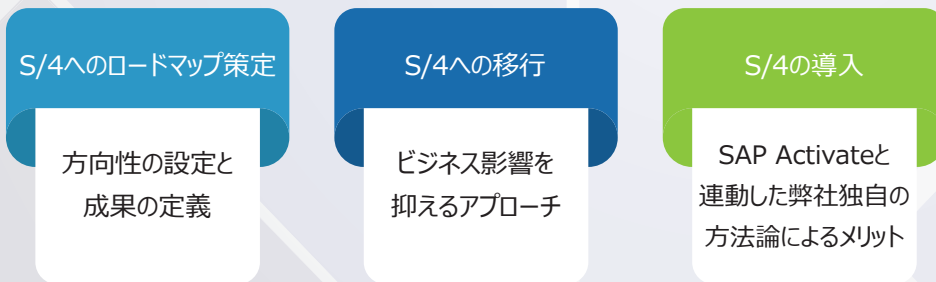 S/4へのロードマップ策定
方向性の設定と
成果の定義
S/4への移行
ビジネス影響を
抑えるアプローチ
S/4の導入
SAP Activateと
連動した弊社独自の
方法論によるメリット